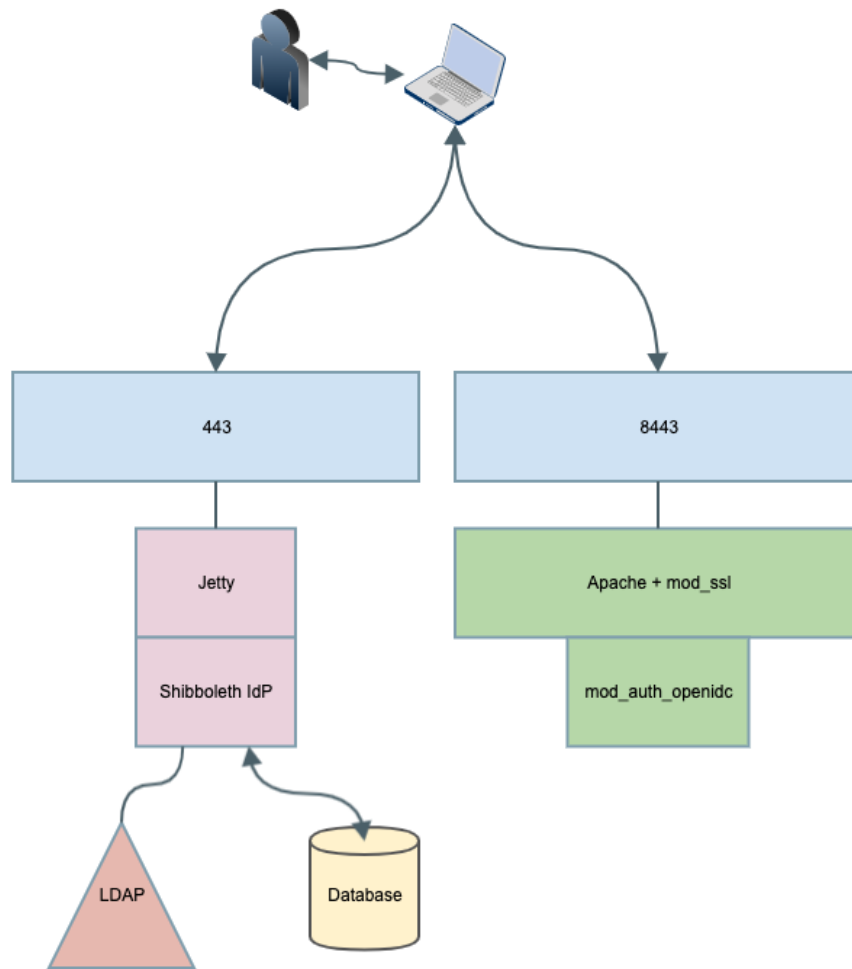 443
8443
Jetty
Apache + mod_ssl
Shibboleth IdP
mod_auth_openidc
LDAP
Database